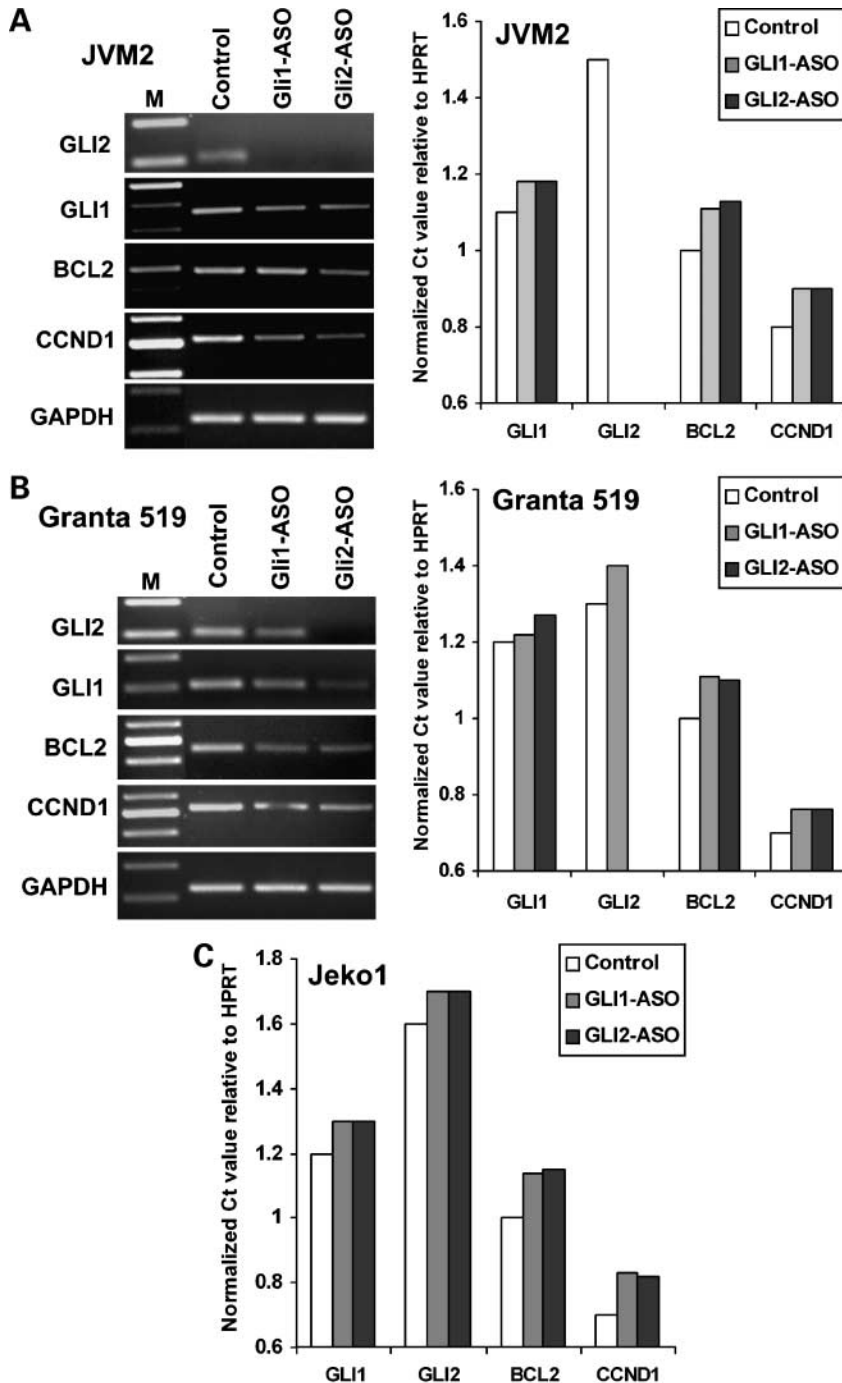 A
JVM2
M
Control
Gli1-ASO
Gli2-ASO
GLI2
GLI1
BCL2
CCND1
GAPDH
JVM2
Control
GLI1-ASO
GLI2-ASO
Normalized Ct value relative to HPRT
1.6
1.4
1.2
1
0.8
0.6
GLI1 GLI2 BCL2 CCND1
B
Granta 519
M
Control
Gli1-ASO
Gli2-ASO
GLI2
GLI1
BCL2
CCND1
GAPDH
Granta 519
Control
GLI1-ASO
GLI2-ASO
Normalized Ct value relative to HPRT
1.6
1.4
1.2
1
0.8
0.6
GLI1 GLI2 BCL2 CCND1
C
Jeko1
Control
GLI1-ASO
GLI2-ASO
Normalized Ct value relative to HPRT
1.8
1.6
1.4
1.2
1
0.8
0.6
GLI1 GLI2 BCL2 CCND1